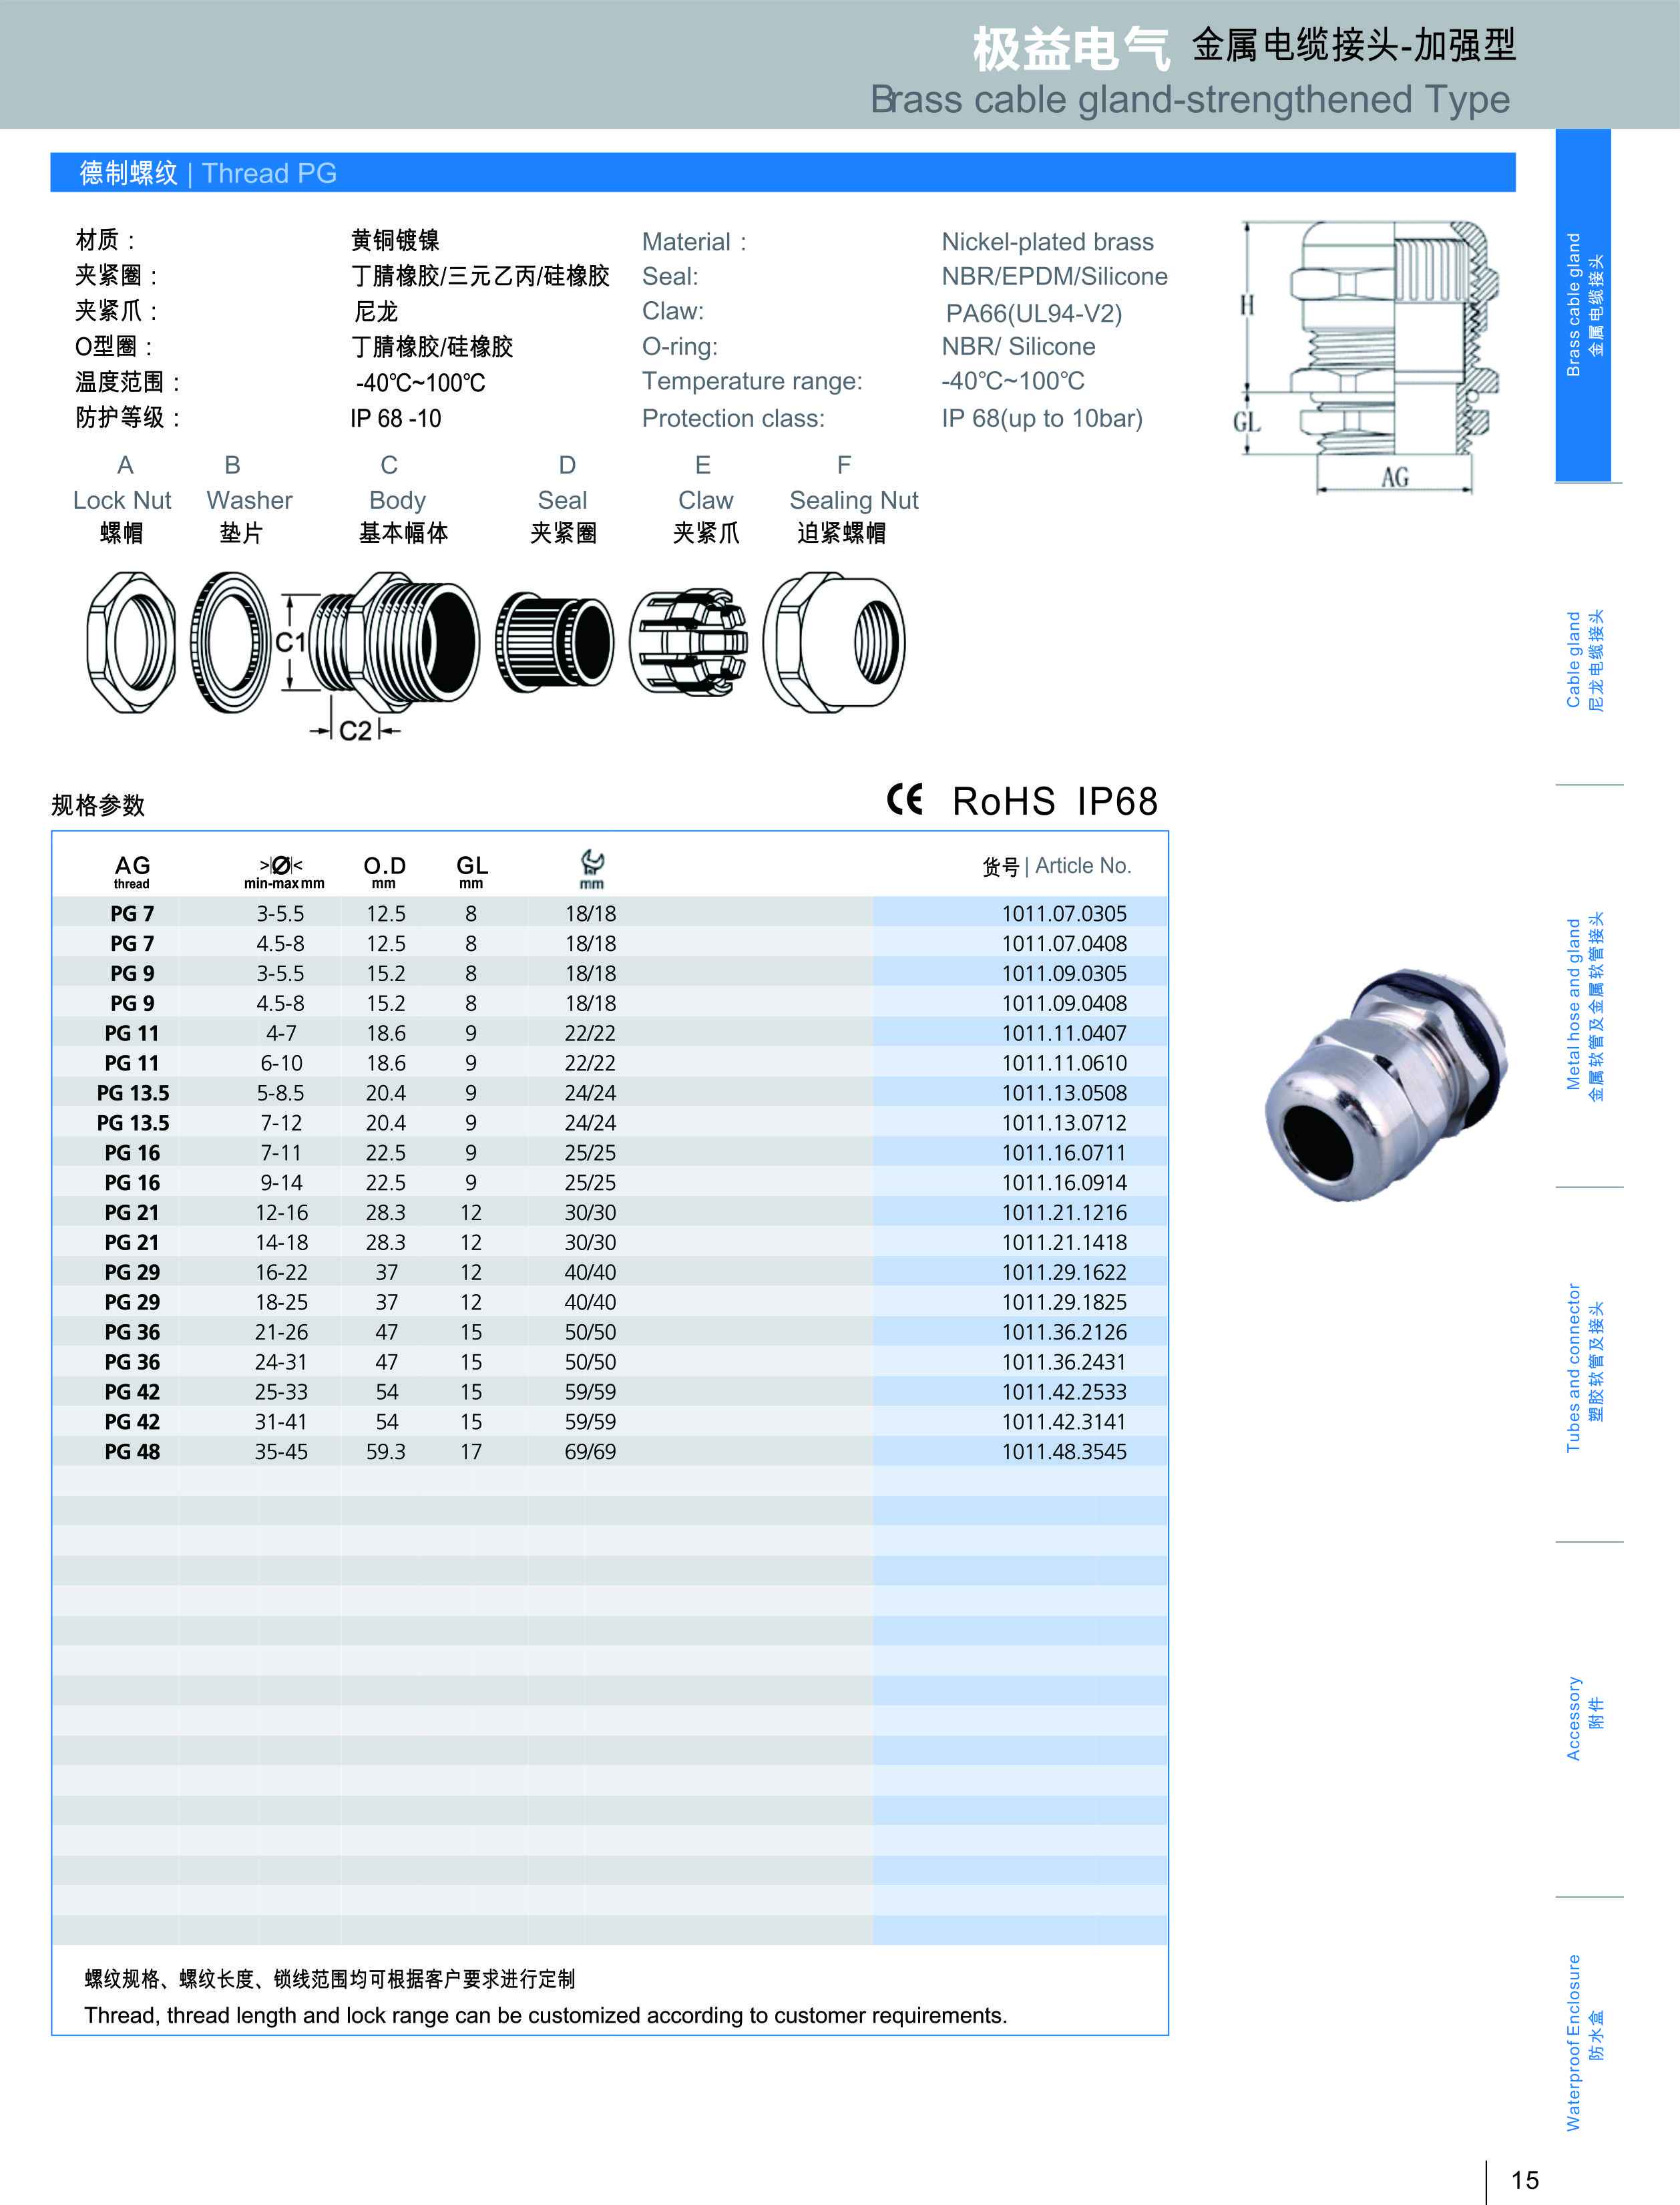 极益电气 金属电缆接头-加强型
Brass cable gland-strengthened Type
德制螺纹 | Thread PG
材质： 黄铜镀镍 Material： Nickel-plated brass
夹紧圈： 丁腈橡胶/三元乙丙/硅橡胶 Seal: NBR/EPDM/Silicone
夹紧爪： 尼龙 Claw: PA66(UL94-V2)
O型圈： 丁腈橡胶/硅橡胶 O-ring: NBR/ Silicone
温度范围： -40℃~100℃ Temperature range: -40℃~100℃
防护等级： IP 68 -10 Protection class: IP 68(up to 10bar)
H
GL
AG
A B C D E F
Lock Nut Washer Body Seal Claw Sealing Nut
螺帽 垫片 基本幅体 夹紧圈 夹紧爪 迫紧螺帽
C1
C2
规格参数 CE RoHS IP68
AG >|Ø|< O.D GL 货号 | Article No.
thread min-max mm mm mm mm
PG 7 3-5.5 12.5 8 18/18 1011.07.0305
PG 7 4.5-8 12.5 8 18/18 1011.07.0408
PG 9 3-5.5 15.2 8 18/18 1011.09.0305
PG 9 4.5-8 15.2 8 18/18 1011.09.0408
PG 11 4-7 18.6 9 22/22 1011.11.0407
PG 11 6-10 18.6 9 22/22 1011.11.0610
PG 13.5 5-8.5 20.4 9 24/24 1011.13.0508
PG 13.5 7-12 20.4 9 24/24 1011.13.0712
PG 16 7-11 22.5 9 25/25 1011.16.0711
PG 16 9-14 22.5 9 25/25 1011.16.0914
PG 21 12-16 28.3 12 30/30 1011.21.1216
PG 21 14-18 28.3 12 30/30 1011.21.1418
PG 29 16-22 37 12 40/40 1011.29.1622
PG 29 18-25 37 12 40/40 1011.29.1825
PG 36 21-26 47 15 50/50 1011.36.2126
PG 36 24-31 47 15 50/50 1011.36.2431
PG 42 25-33 54 15 59/59 1011.42.2533
PG 42 31-41 54 15 59/59 1011.42.3141
PG 48 35-45 59.3 17 69/69 1011.48.3545
螺纹规格、螺纹长度、锁线范围均可根据客户要求进行定制
Thread, thread length and lock range can be customized according to customer requirements.
Brass cable gland
金属电缆接头
Cable gland
尼龙电缆接头
Metal hose and gland
金属软管及金属软管接头
Tubes and connector
塑胶软管及接头
Accessory
附件
Waterproof Enclosure
防水盒
15